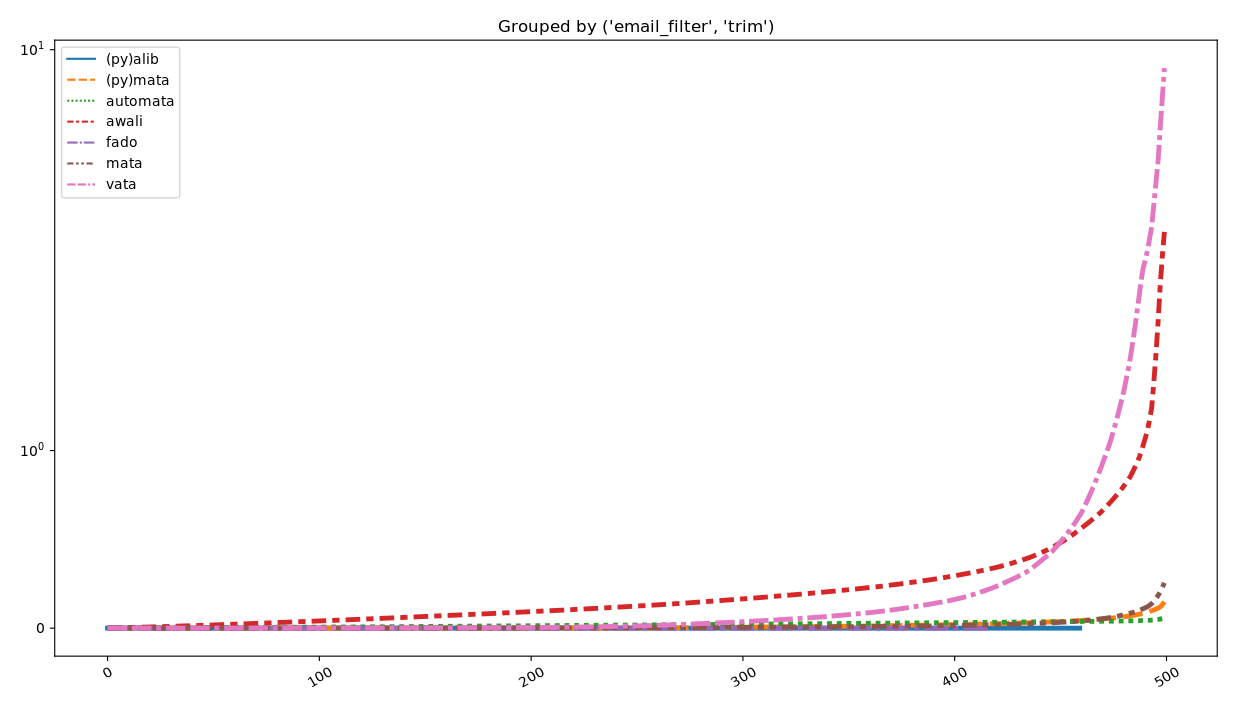 Grouped by ('email_filter', 'trim')
10^1
(py)alib
(py)mata
automata
awali
fado
mata
vata
10^0
0
0
100
200
300
400
500